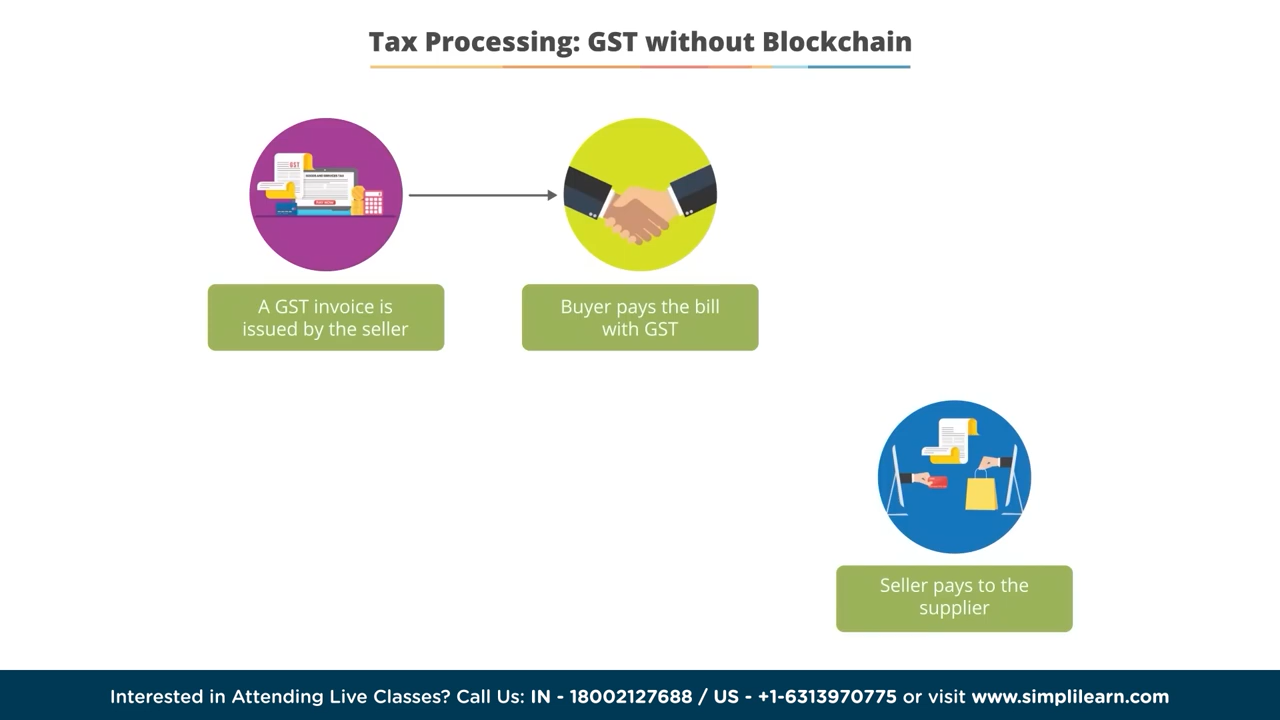 Tax Processing: GST without Blockchain
GST
A GST invoice is
issued by the seller
Buyer pays the bill
with GST
Seller pays to the
supplier
Interested in Attending Live Classes? Call Us: IN - 18002127688 / US - +1-6313970775 or visit www.simplilearn.com